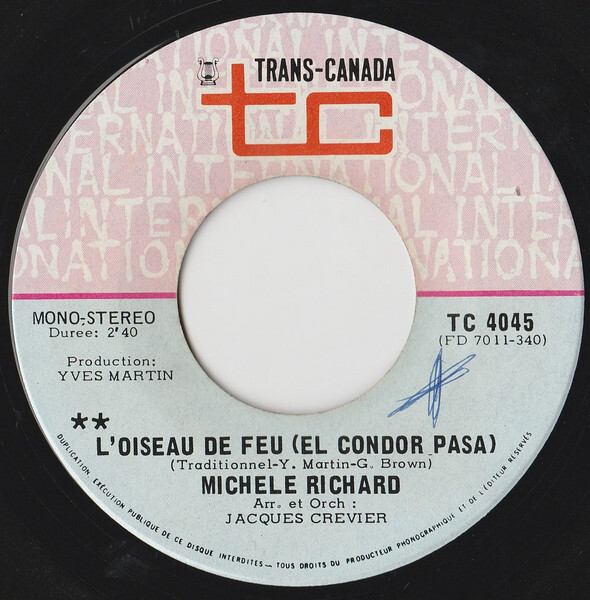 TRANS-CANADA
tc
INTERNATIONAL INTERNATIONAL
MONO-STEREO
Duree: 2'40
TC 4045
(FD 7011-340)
Production:
YVES MARTIN
**
L'OISEAU DE FEU (EL CONDOR PASA)
(Traditionnel-Y. Martin-G. Brown)
MICHELE RICHARD
Arr. et Orch :
JACQUES CREVIER
DUPLICATION, EXÉCUTION PUBLIQUE DE CE DISQUE INTERDITES — TOUS DROITS DU PRODUCTEUR PHONOGRAPHIQUE ET DE L'ÉDITEUR RÉSERVÉS